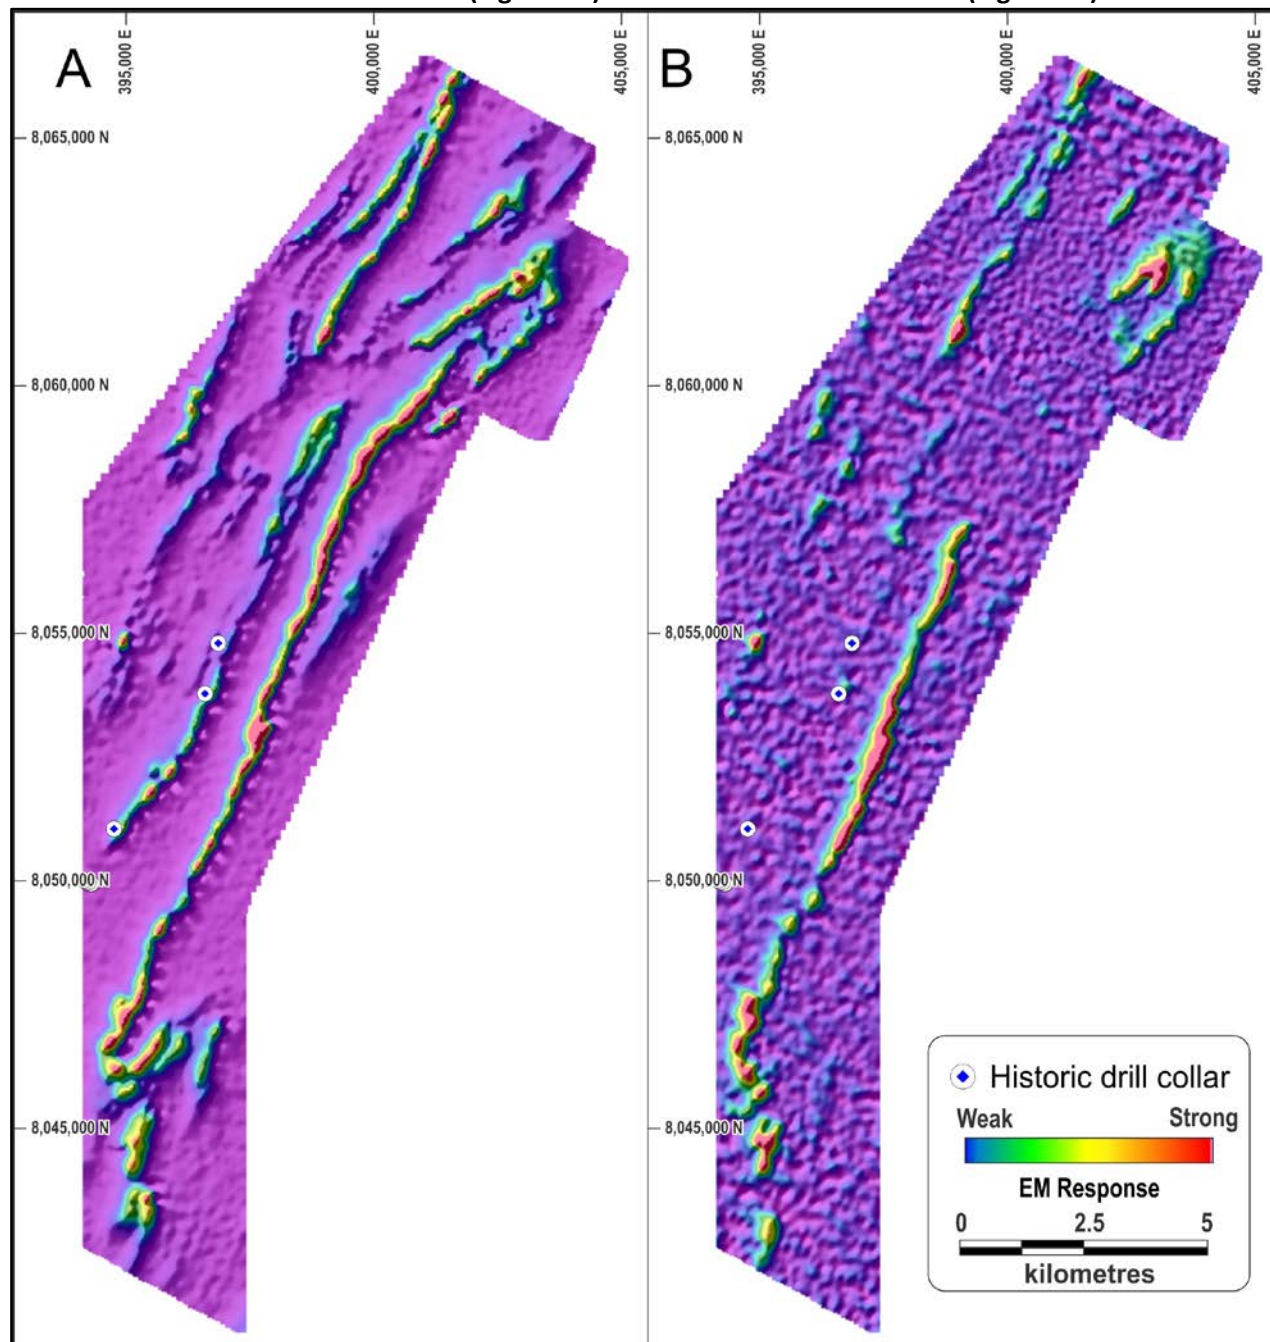 A
395,000 E
400,000 E
405,000 E
8,065,000 N
8,060,000 N
8,055,000 N
8,050,000 N
8,045,000 N
B
395,000 E
400,000 E
405,000 E
8,065,000 N
8,060,000 N
8,055,000 N
8,050,000 N
8,045,000 N
Historic drill collar
Weak Strong
EM Response
0 2.5 5
kilometres